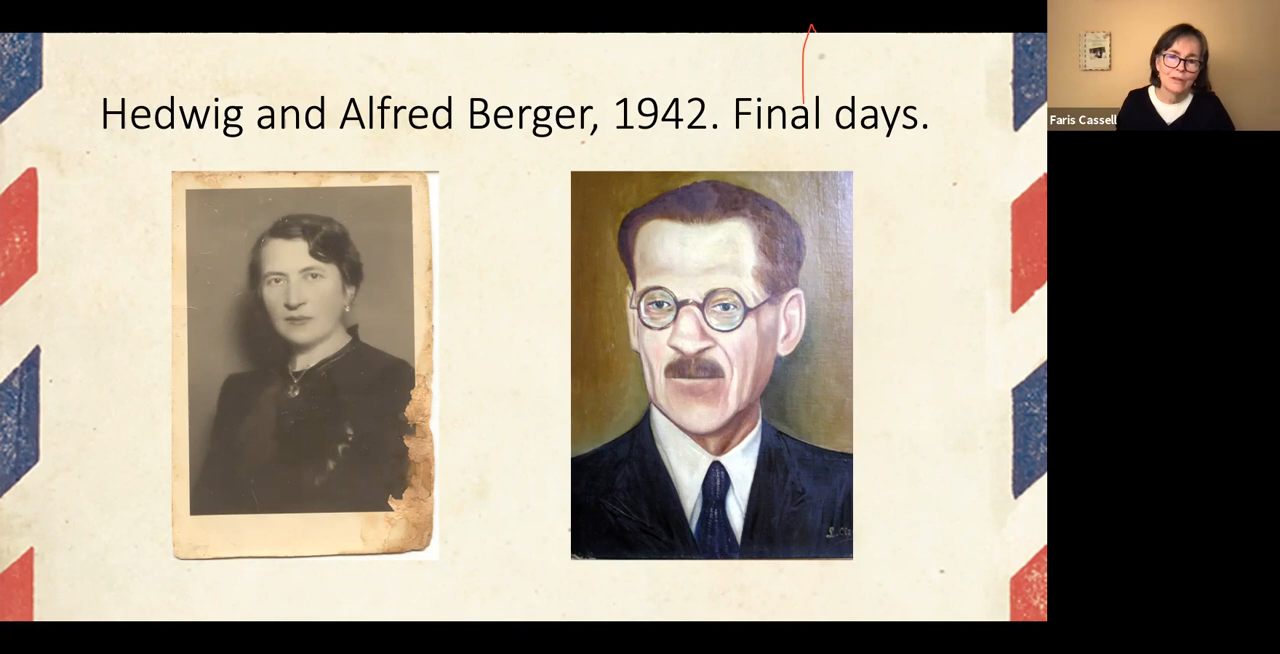 Hedwig and Alfred Berger, 1942. Final days.
Faris Cassell